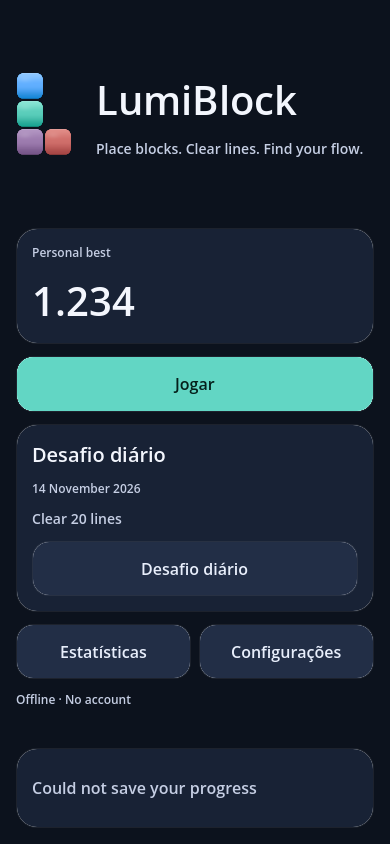 LumiBlock
Place blocks. Clear lines. Find your flow.
Personal best
1.234
Jogar
Desafio diário
14 November 2026
Clear 20 lines
Desafio diário
Estatísticas
Configurações
Offline · No account
Could not save your progress